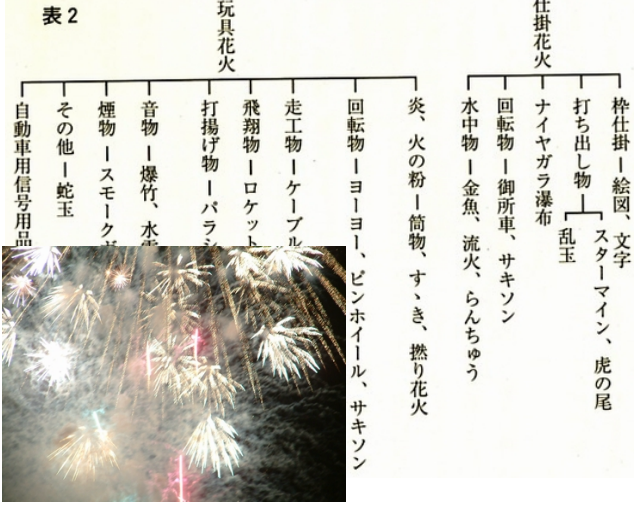 表2
仕掛花火
枠仕掛ー絵図、文字
打ち出し物
スターマイン、虎の尾
乱玉
ナイヤガラ瀑布
回転物ー御所車、サキソン
水中物ー金魚、流火、らんちゅう
玩具花火
炎、火の粉ー筒物、すゝき、撚り花火
回転物ーヨーヨー、ピンホイール、サキソン
走工物ーケーブル
飛翔物ーロケット
打揚げ物ーパラシ
音物ー爆竹、水雷
煙物ースモーク
その他ー蛇玉
自動車用信号用品